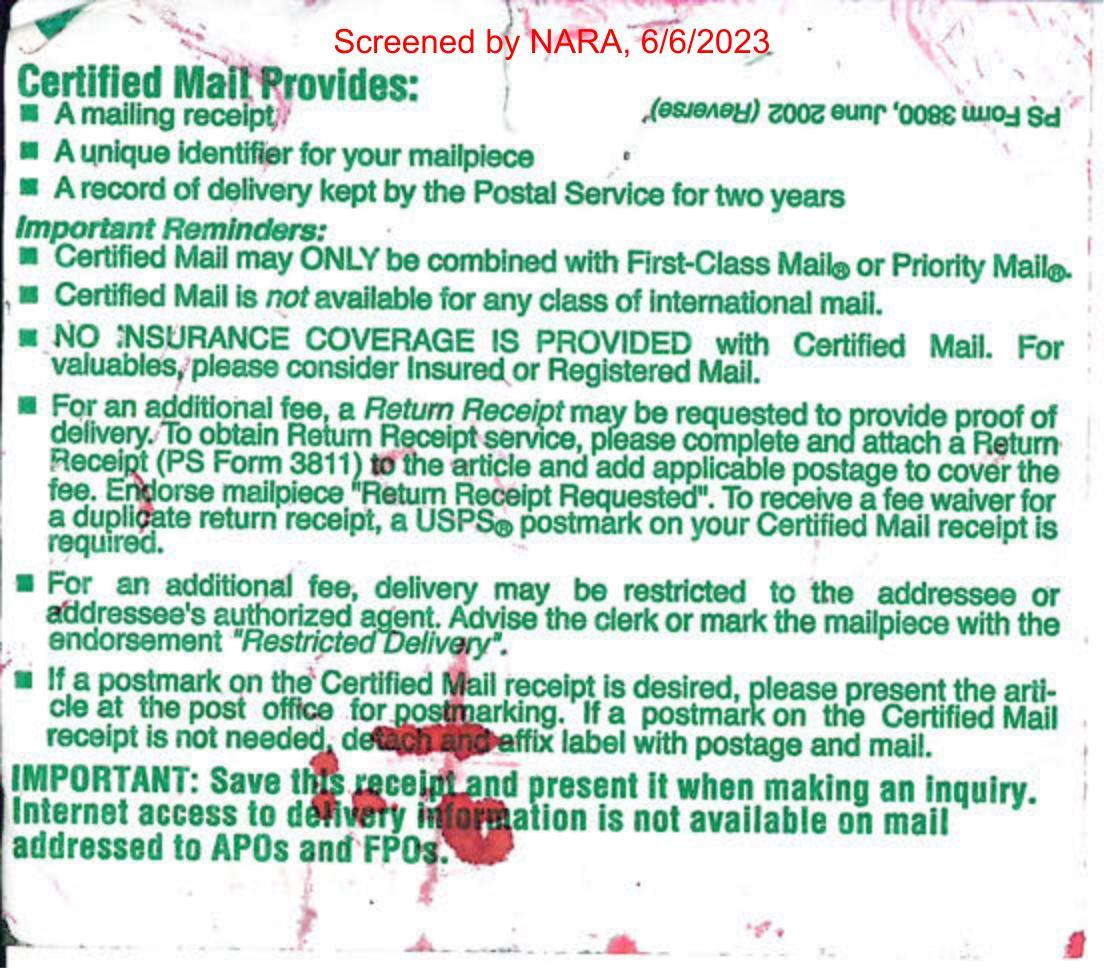 Screened by NARA, 6/6/2023
Certified Mail Provides:
■ A mailing receipt
PS Form 3800, June 2002 (Reverse)
■ A unique identifier for your mailpiece
■ A record of delivery kept by the Postal Service for two years
Important Reminders:
■ Certified Mail may ONLY be combined with First-Class Mail® or Priority Mail®.
■ Certified Mail is not available for any class of international mail.
■ NO INSURANCE COVERAGE IS PROVIDED with Certified Mail. For
valuables, please consider Insured or Registered Mail.
■ For an additional fee, a Return Receipt may be requested to provide proof of
delivery. To obtain Return Receipt service, please complete and attach a Return
Receipt (PS Form 3811) to the article and add applicable postage to cover the
fee. Endorse mailpiece "Return Receipt Requested". To receive a fee waiver for
a duplicate return receipt, a USPS® postmark on your Certified Mail receipt is
required.
■ For an additional fee, delivery may be restricted to the addressee or
addressee's authorized agent. Advise the clerk or mark the mailpiece with the
endorsement "Restricted Delivery".
■ If a postmark on the Certified Mail receipt is desired, please present the arti-
cle at the post office for postmarking. If a postmark on the Certified Mail
receipt is not needed, detach and affix label with postage and mail.
IMPORTANT: Save this receipt and present it when making an inquiry.
Internet access to delivery information is not available on mail
addressed to APOs and FPOs.